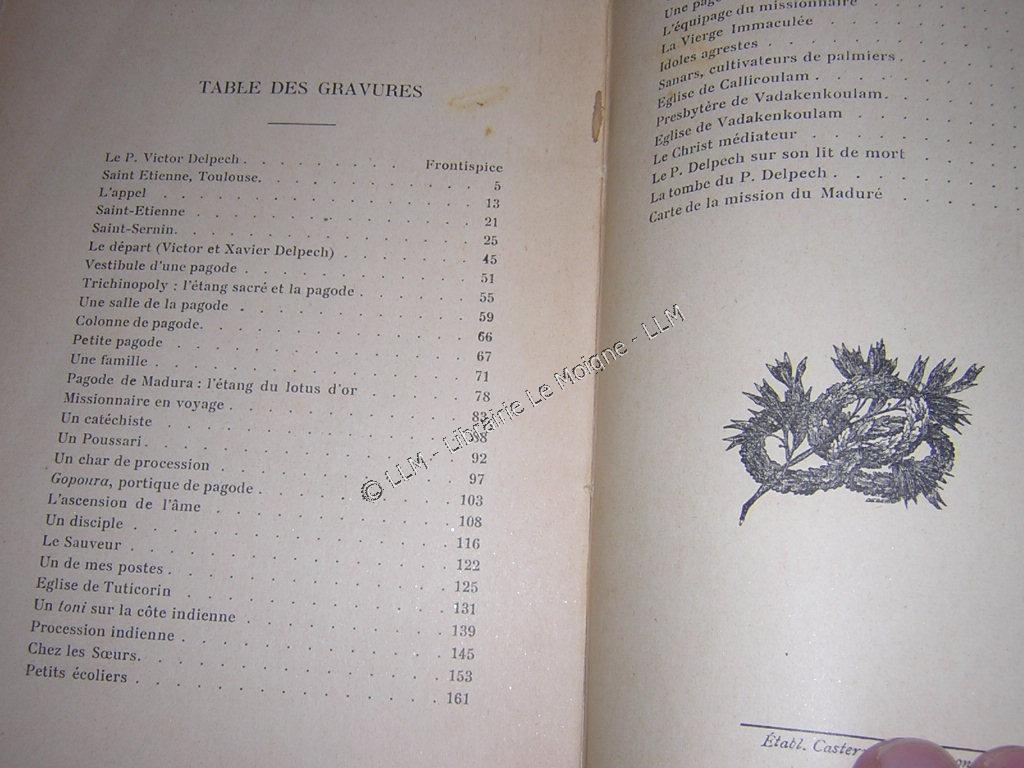 TABLE DES GRAVURES
Le P. Victor Delpech . . . . . . . . Frontispice
Saint Etienne, Toulouse. . . . . . . . 5
L'appel . . . . . . . . 13
Saint-Etienne . . . . . . . . 21
Saint-Sernin. . . . . . . . 25
Le départ (Victor et Xavier Delpech) . . . . . . . . 45
Vestibule d'une pagode . . . . . . . . 51
Trichinopoly : l'étang sacré et la pagode . . . . . . . . 55
Une salle de la pagode . . . . . . . . 59
Colonne de pagode. . . . . . . . 66
Petite pagode . . . . . . . . 67
Une famille . . . . . . . . 71
Pagode de Madura : l'étang du lotus d'or . . . . . . . . 78
Missionnaire en voyage . . . . . . . . 83
Un catéchiste . . . . . . . . 88
Un Poussari . . . . . . . . 92
Un char de procession . . . . . . . . 97
Gopoura, portique de pagode . . . . . . . . 103
L'ascension de l'âme . . . . . . . . 108
Un disciple . . . . . . . . 116
Le Sauveur . . . . . . . . 122
Un de mes postes . . . . . . . . 125
Eglise de Tuticorin . . . . . . . . 131
Un toni sur la côte indienne . . . . . . . . 139
Procession indienne . . . . . . . . 145
Chez les Sœurs. . . . . . . . 153
Petits écoliers . . . . . . . . 161
Une
L'équipage du missionnaire
La Vierge Immaculée
Idoles agrestes . . . . . . . .
Sanars, cultivateurs de palmiers . . . .
Eglise de Callicoulam . . . . . . . .
Presbytère de Vadakenkoulam. . . . .
Eglise de Vadakenkoulam . . . . . .
Le Christ médiateur . . . . . . . .
Le P. Delpech sur son lit de mort . . . .
La tombe du P. Delpech . . . . . . . .
Carte de la mission du Maduré . . . . .
Établ. Caster
© LLM - Librairie Le Moigne - LLM